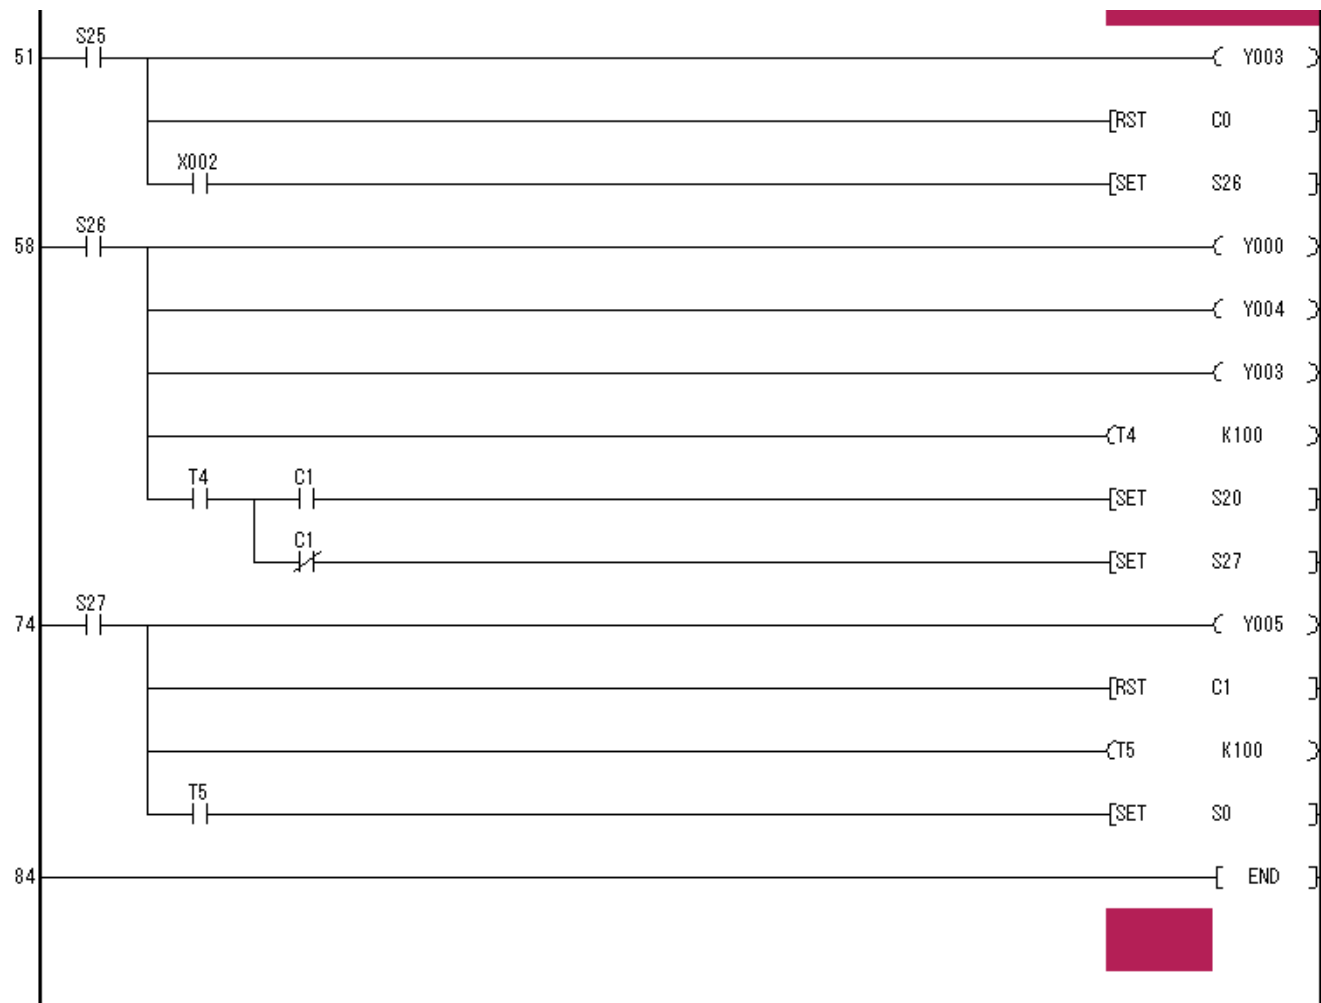 S25
51 Y003
RST C0
X002
SET S26
S26
58 Y000
Y004
Y003
T4 K100
T4 C1
SET S20
C1
SET S27
S27
74 Y005
RST C1
T5 K100
T5
SET S0
84 END